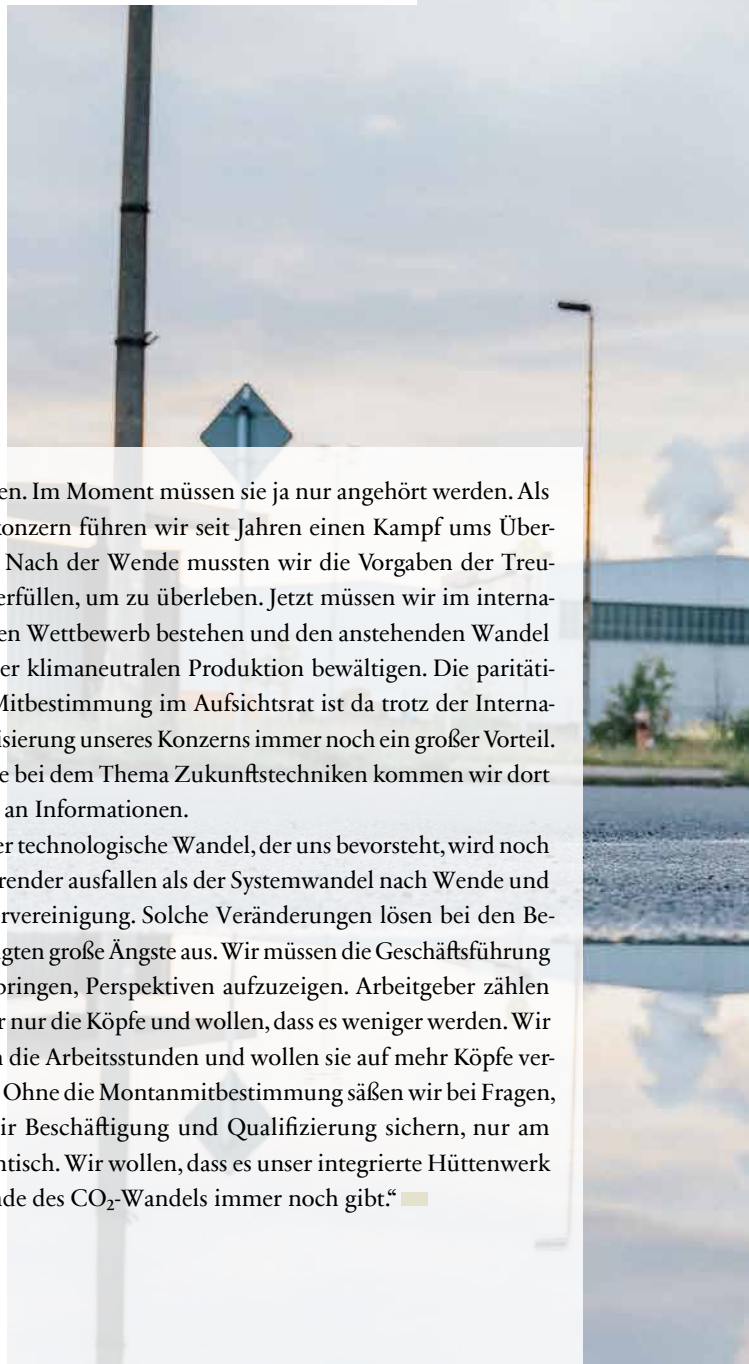 en. Im Moment müssen sie ja nur angehört werden. Als
konzern führen wir seit Jahren einen Kampf ums Über-
Nach der Wende mussten wir die Vorgaben der Treu-
erfüllen, um zu überleben. Jetzt müssen wir im interna-
en Wettbewerb bestehen und den anstehenden Wandel
er klimaneutralen Produktion bewältigen. Die paritäti-
Mitbestimmung im Aufsichtsrat ist da trotz der Interna-
isierung unseres Konzerns immer noch ein großer Vorteil.
e bei dem Thema Zukunftstechniken kommen wir dort
an Informationen.
er technologische Wandel, der uns bevorsteht, wird noch
render ausfallen als der Systemwandel nach Wende und
rvereinigung. Solche Veränderungen lösen bei den Be-
gten große Ängste aus. Wir müssen die Geschäftsführung
bringen, Perspektiven aufzuzeigen. Arbeitgeber zählen
r nur die Köpfe und wollen, dass es weniger werden. Wir
n die Arbeitsstunden und wollen sie auf mehr Köpfe ver-
Ohne die Montanmitbestimmung säßen wir bei Fragen,
ir Beschäftigung und Qualifizierung sichern, nur am
ntisch. Wir wollen, dass es unser integrierte Hüttenwerk
nde des CO₂-Wandels immer noch gibt.“